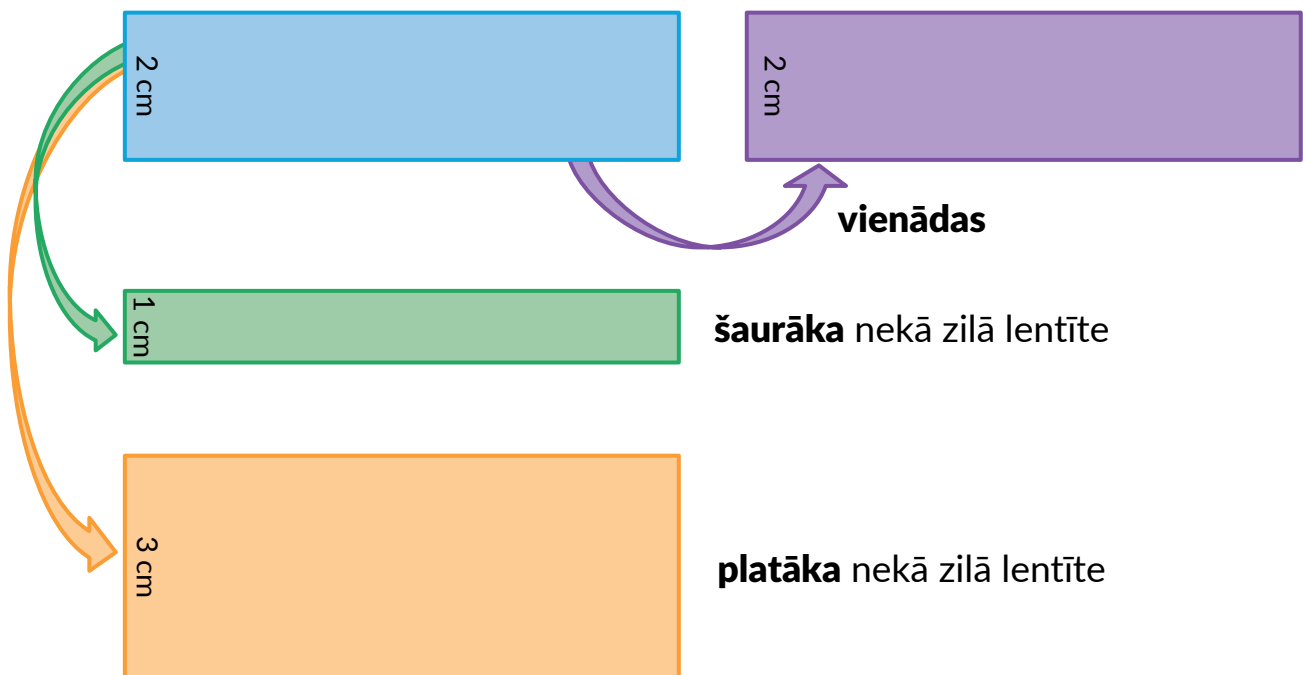 2 cm
2 cm
vienādas
1 cm
šaurāka nekā zilā lentīte
3 cm
platāka nekā zilā lentīte